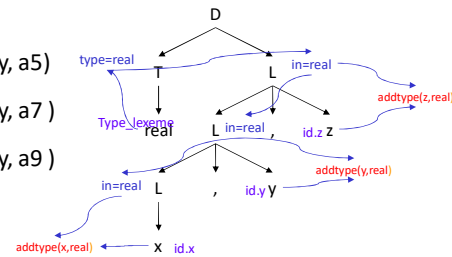 D
y, a5)
type=real
T
L
in=real
addtype(z,real)
y, a7 )
Type_lexeme
real
L
in=real
,
id.z
z
y, a9 )
addtype(y,real)
in=real
L
,
id.y
y
addtype(x,real)
x
id.x